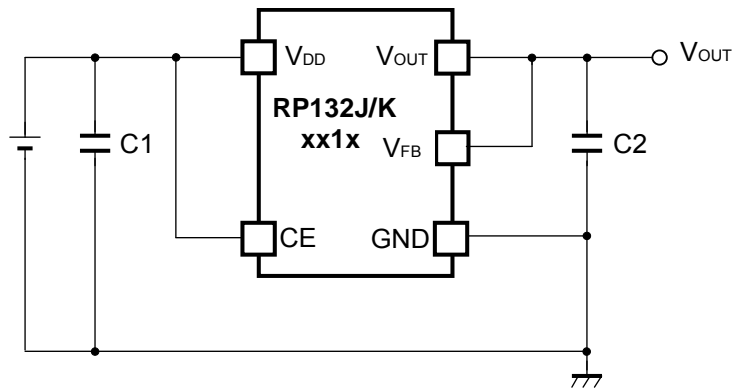 VDD
VOUT
VOUT
RP132J/K
xx1x
C1
VFB
C2
CE
GND